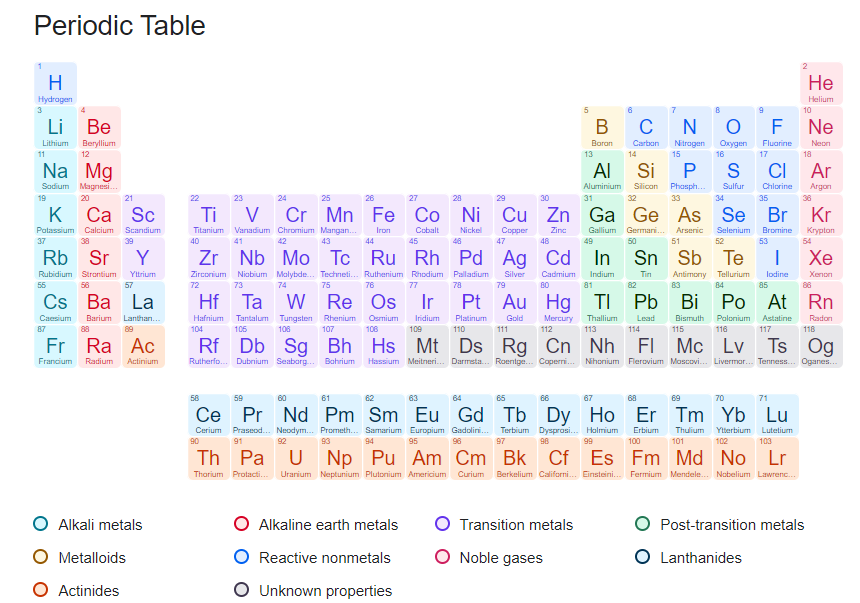 Periodic Table
1 2
H He
Hydrogen Helium
3 4 5 6 7 8 9 10
Li Be B C N O F Ne
Lithium Beryllium Boron Carbon Nitrogen Oxygen Fluorine Neon
11 12 13 14 15 16 17 18
Na Mg Al Si P S Cl Ar
Sodium Magnesi... Aluminium Silicon Phosph... Sulfur Chlorine Argon
19 20 21 22 23 24 25 26 27 28 29 30 31 32 33 34 35 36
K Ca Sc Ti V Cr Mn Fe Co Ni Cu Zn Ga Ge As Se Br Kr
Potassium Calcium Scandium Titanium Vanadium Chromium Mangan... Iron Cobalt Nickel Copper Zinc Gallium Germani... Arsenic Selenium Bromine Krypton
37 38 39 40 41 42 43 44 45 46 47 48 49 50 51 52 53 54
Rb Sr Y Zr Nb Mo Tc Ru Rh Pd Ag Cd In Sn Sb Te I Xe
Rubidium Strontium Yttrium Zirconium Niobium Molybde... Techneti... Ruthenium Rhodium Palladium Silver Cadmium Indium Tin Antimony Tellurium Iodine Xenon
55 56 57 72 73 74 75 76 77 78 79 80 81 82 83 84 85 86
Cs Ba La Hf Ta W Re Os Ir Pt Au Hg Tl Pb Bi Po At Rn
Caesium Barium Lanthan... Hafnium Tantalum Tungsten Rhenium Osmium Iridium Platinum Gold Mercury Thallium Lead Bismuth Polonium Astatine Radon
87 88 89 104 105 106 107 108 109 110 111 112 113 114 115 116 117 118
Fr Ra Ac Rf Db Sg Bh Hs Mt Ds Rg Cn Nh Fl Mc Lv Ts Og
Francium Radium Actinium Rutherfo... Dubnium Seaborg... Bohrium Hassium Meitneri... Darmsta... Roentge... Coperni... Nihonium Flerovium Moscovi... Livermor... Tenness... Oganes...
58 59 60 61 62 63 64 65 66 67 68 69 70 71
Ce Pr Nd Pm Sm Eu Gd Tb Dy Ho Er Tm Yb Lu
Cerium Praseod... Neodym... Prometh... Samarium Europium Gadolini... Terbium Dysprosi... Holmium Erbium Thulium Ytterbium Lutetium
90 91 92 93 94 95 96 97 98 99 100 101 102 103
Th Pa U Np Pu Am Cm Bk Cf Es Fm Md No Lr
Thorium Protacti... Uranium Neptunium Plutonium Americium Curium Berkelium Californi... Einsteini... Fermium Mendele... Nobelium Lawrenc...
Alkali metals Alkaline earth metals Transition metals Post-transition metals
Metalloids Reactive nonmetals Noble gases Lanthanides
Actinides Unknown properties